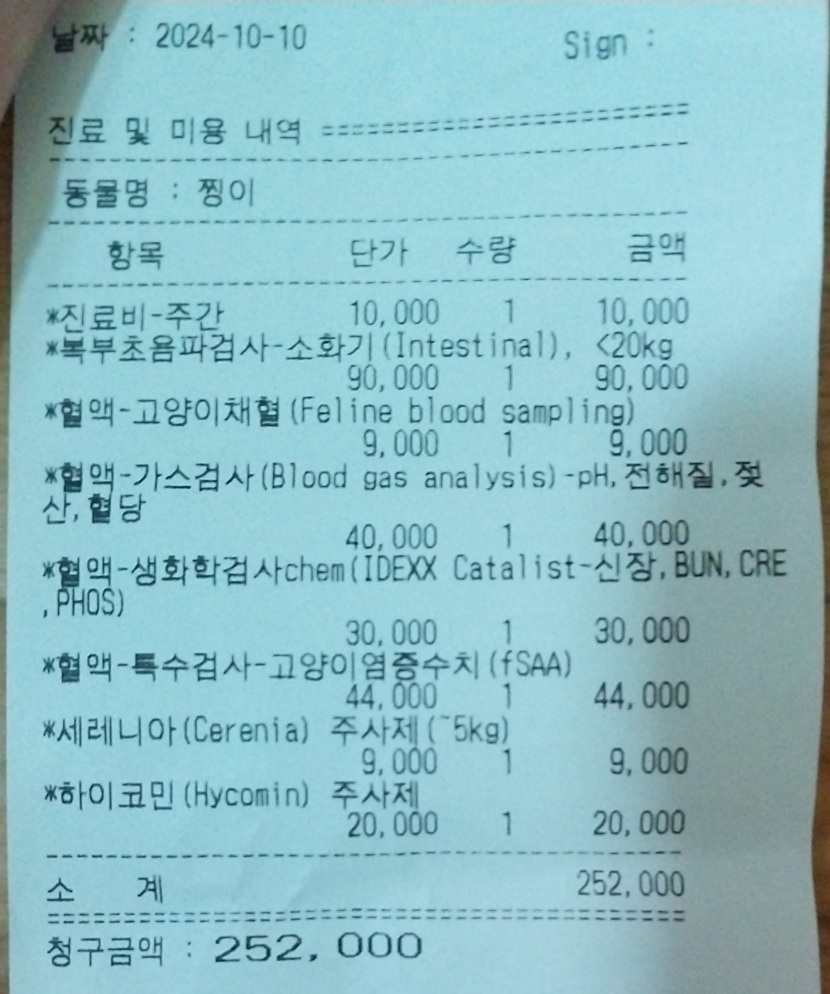 날짜 : 2024-10-10 Sign :
진료 및 미용 내역 ====================
동물명 : 찡이
항목 단가 수량 금액
*진료비-주간 10,000 1 10,000
*복부초음파검사-소화기(Intestinal), <20kg
90,000 1 90,000
*혈액-고양이채혈(Feline blood sampling)
9,000 1 9,000
*혈액-가스검사(Blood gas analysis)-pH,전해질,젖
산,혈당
40,000 1 40,000
*혈액-생화학검사chem(IDEXX Catalist-신장,BUN,CRE
,PHOS)
30,000 1 30,000
*혈액-특수검사-고양이염증수치(fSAA)
44,000 1 44,000
*세레니아(Cerenia) 주사제(~5kg)
9,000 1 9,000
*하이코민(Hycomin) 주사제
20,000 1 20,000
소 계 252,000
청구금액 : 252,000